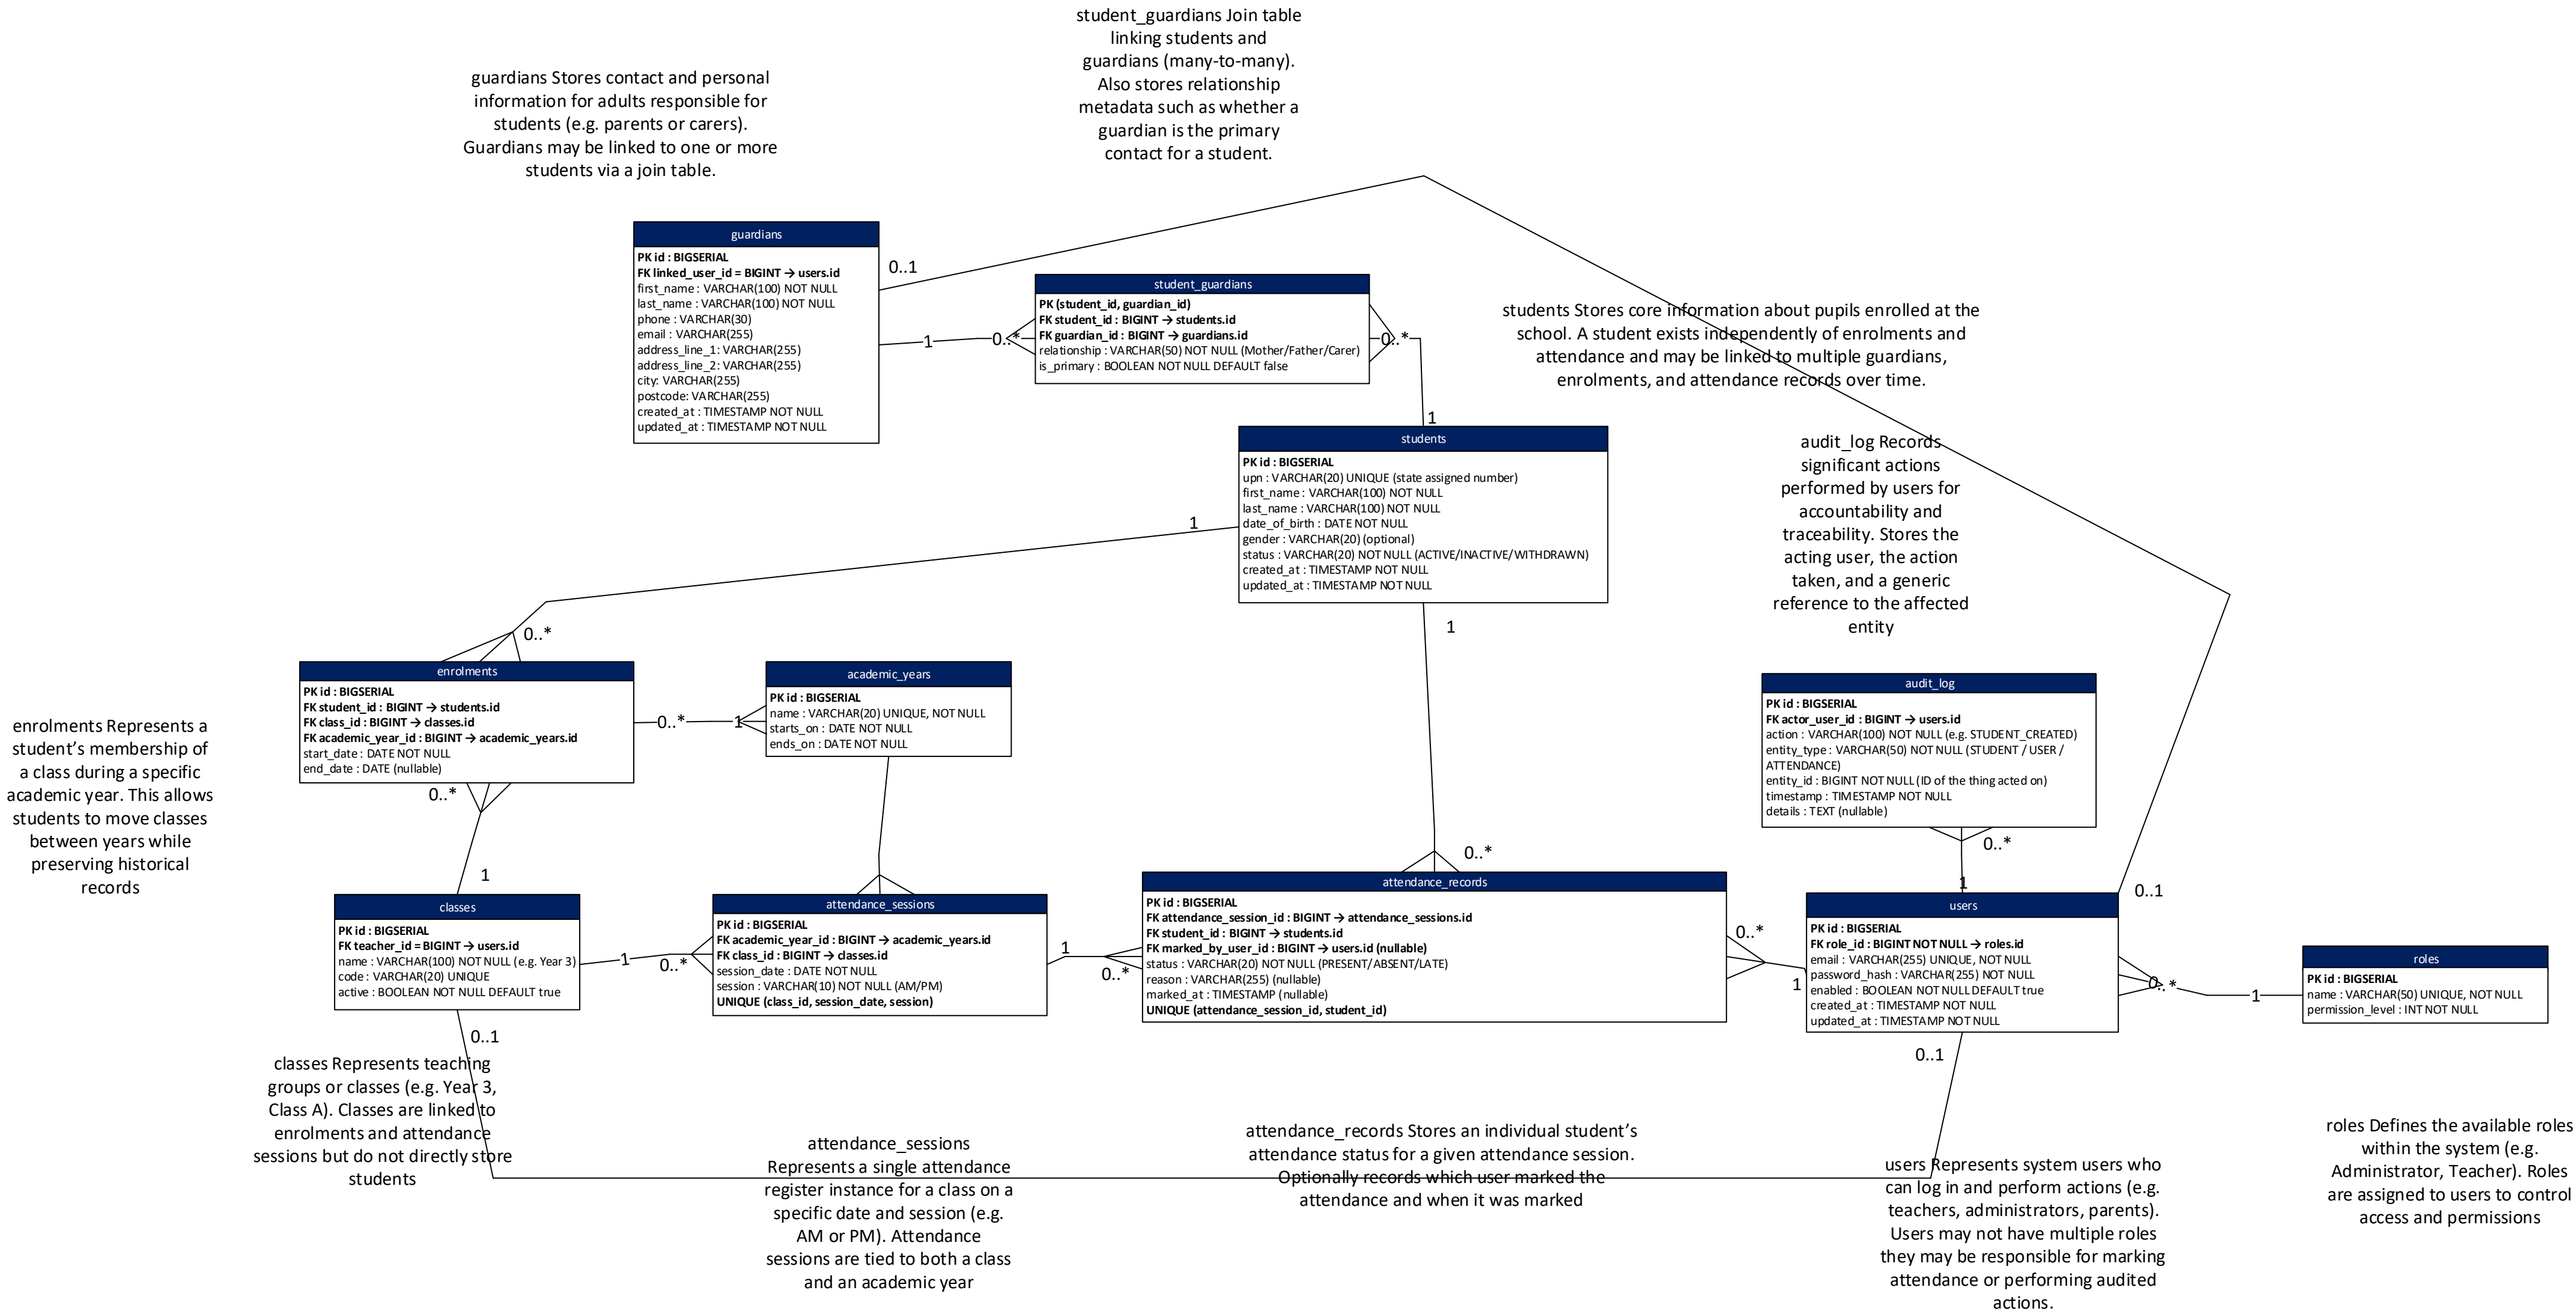 student_guardians Join table
linking students and
guardians (many-to-many).
Also stores relationship
metadata such as whether a
guardian is the primary
contact for a student.
guardians Stores contact and personal
information for adults responsible for
students (e.g. parents or carers).
Guardians may be linked to one or more
students via a join table.
guardians
PK id : BIGSERIAL
FK linked_user_id = BIGINT → users.id
first_name : VARCHAR(100) NOT NULL
last_name : VARCHAR(100) NOT NULL
phone : VARCHAR(30)
email : VARCHAR(255)
address_line_1: VARCHAR(255)
address_line_2: VARCHAR(255)
city: VARCHAR(255)
postcode: VARCHAR(255)
created_at : TIMESTAMP NOT NULL
updated_at : TIMESTAMP NOT NULL
0..1
1
0..*
student_guardians
PK (student_id, guardian_id)
FK student_id : BIGINT → students.id
FK guardian_id : BIGINT → guardians.id
relationship : VARCHAR(50) NOT NULL (Mother/Father/Carer)
is_primary : BOOLEAN NOT NULL DEFAULT false
0..*
1
students Stores core information about pupils enrolled at the
school. A student exists independently of enrolments and
attendance and may be linked to multiple guardians,
enrolments, and attendance records over time.
students
PK id : BIGSERIAL
upn : VARCHAR(20) UNIQUE (state assigned number)
first_name : VARCHAR(100) NOT NULL
last_name : VARCHAR(100) NOT NULL
date_of_birth : DATE NOT NULL
gender : VARCHAR(20) (optional)
status : VARCHAR(20) NOT NULL (ACTIVE/INACTIVE/WITHDRAWN)
created_at : TIMESTAMP NOT NULL
updated_at : TIMESTAMP NOT NULL
1
1
audit_log Records
significant actions
performed by users for
accountability and
traceability. Stores the
acting user, the action
taken, and a generic
reference to the affected
entity
0..*
enrolments
PK id : BIGSERIAL
FK student_id : BIGINT → students.id
FK class_id : BIGINT → classes.id
FK academic_year_id : BIGINT → academic_years.id
start_date : DATE NOT NULL
end_date : DATE (nullable)
0..*
1
academic_years
PK id : BIGSERIAL
name : VARCHAR(20) UNIQUE, NOT NULL
starts_on : DATE NOT NULL
ends_on : DATE NOT NULL
audit_log
PK id : BIGSERIAL
FK actor_user_id : BIGINT → users.id
action : VARCHAR(100) NOT NULL (e.g. STUDENT_CREATED)
entity_type : VARCHAR(50) NOT NULL (STUDENT / USER /
ATTENDANCE)
entity_id : BIGINT NOT NULL (ID of the thing acted on)
timestamp : TIMESTAMP NOT NULL
details : TEXT (nullable)
enrolments Represents a
student’s membership of
a class during a specific
academic year. This allows
students to move classes
between years while
preserving historical
records
0..*
1
0..*
0..*
1
0..1
classes
PK id : BIGSERIAL
FK teacher_id = BIGINT → users.id
name : VARCHAR(100) NOT NULL (e.g. Year 3)
code : VARCHAR(20) UNIQUE
active : BOOLEAN NOT NULL DEFAULT true
1
0..*
attendance_sessions
PK id : BIGSERIAL
FK academic_year_id : BIGINT → academic_years.id
FK class_id : BIGINT → classes.id
session_date : DATE NOT NULL
session : VARCHAR(10) NOT NULL (AM/PM)
UNIQUE (class_id, session_date, session)
1
0..*
attendance_records
PK id : BIGSERIAL
FK attendance_session_id : BIGINT → attendance_sessions.id
FK student_id : BIGINT → students.id
FK marked_by_user_id : BIGINT → users.id (nullable)
status : VARCHAR(20) NOT NULL (PRESENT/ABSENT/LATE)
reason : VARCHAR(255) (nullable)
marked_at : TIMESTAMP (nullable)
UNIQUE (attendance_session_id, student_id)
0..*
1
users
PK id : BIGSERIAL
FK role_id : BIGINT NOT NULL → roles.id
email : VARCHAR(255) UNIQUE, NOT NULL
password_hash : VARCHAR(255) NOT NULL
enabled : BOOLEAN NOT NULL DEFAULT true
created_at : TIMESTAMP NOT NULL
updated_at : TIMESTAMP NOT NULL
0..*
1
roles
PK id : BIGSERIAL
name : VARCHAR(50) UNIQUE, NOT NULL
permission_level : INT NOT NULL
0..1
0..1
classes Represents teaching
groups or classes (e.g. Year 3,
Class A). Classes are linked to
enrolments and attendance
sessions but do not directly store
students
attendance_sessions
Represents a single attendance
register instance for a class on a
specific date and session (e.g.
AM or PM). Attendance
sessions are tied to both a class
and an academic year
attendance_records Stores an individual student’s
attendance status for a given attendance session.
Optionally records which user marked the
attendance and when it was marked
users Represents system users who
can log in and perform actions (e.g.
teachers, administrators, parents).
Users may not have multiple roles
they may be responsible for marking
attendance or performing audited
actions.
roles Defines the available roles
within the system (e.g.
Administrator, Teacher). Roles
are assigned to users to control
access and permissions